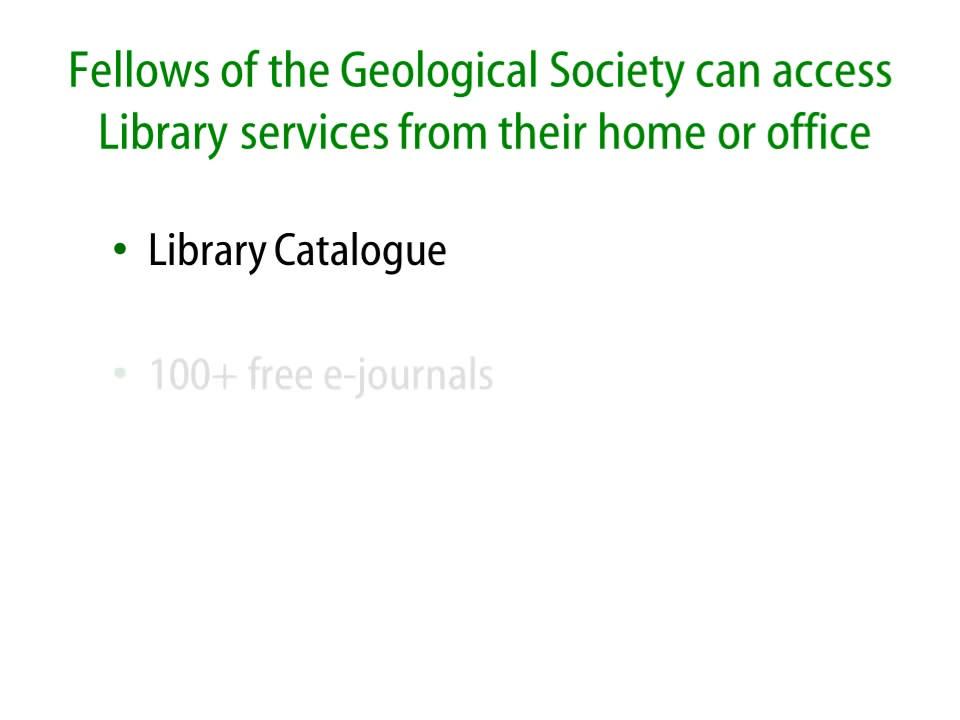 Fellows of the Geological Society can access
Library services from their home or office
• Library Catalogue
• 100+ free e-journals